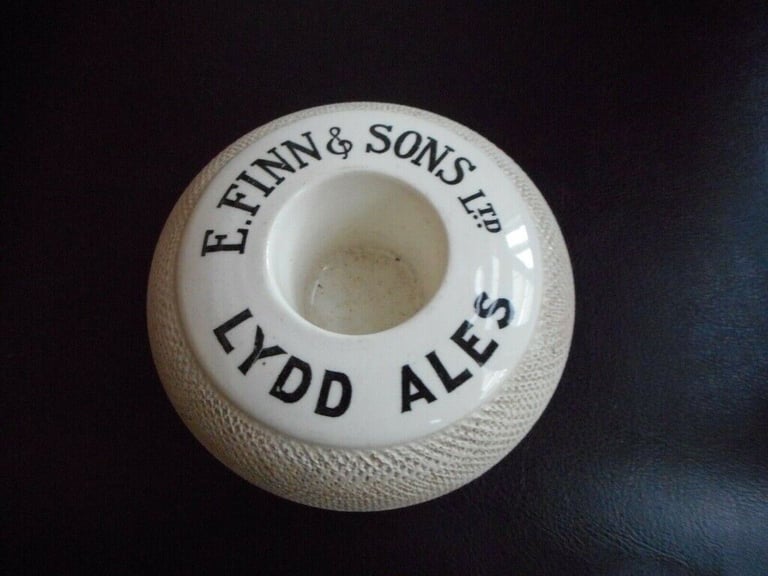 E. FINN & SONS LTD
LYDD ALES